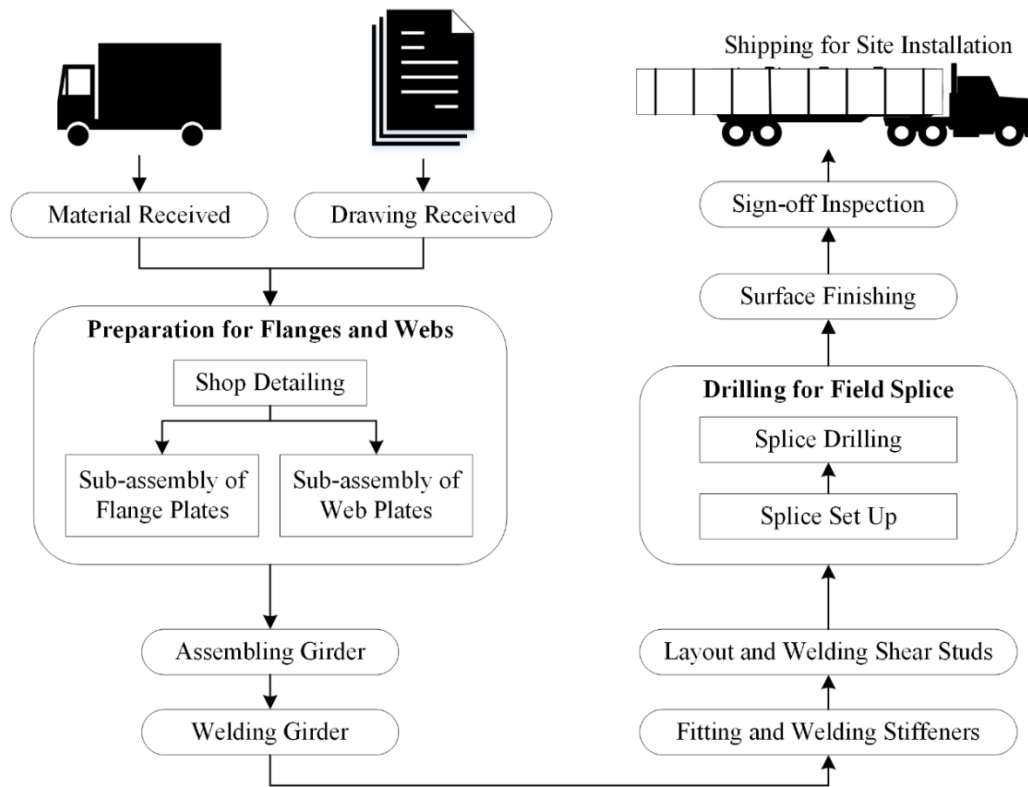 Material Received
Drawing Received
Preparation for Flanges and Webs
Shop Detailing
Sub-assembly of
Flange Plates
Sub-assembly of
Web Plates
Assembling Girder
Welding Girder
Fitting and Welding Stiffeners
Layout and Welding Shear Studs
Drilling for Field Splice
Splice Set Up
Splice Drilling
Surface Finishing
Sign-off Inspection
Shipping for Site Installation